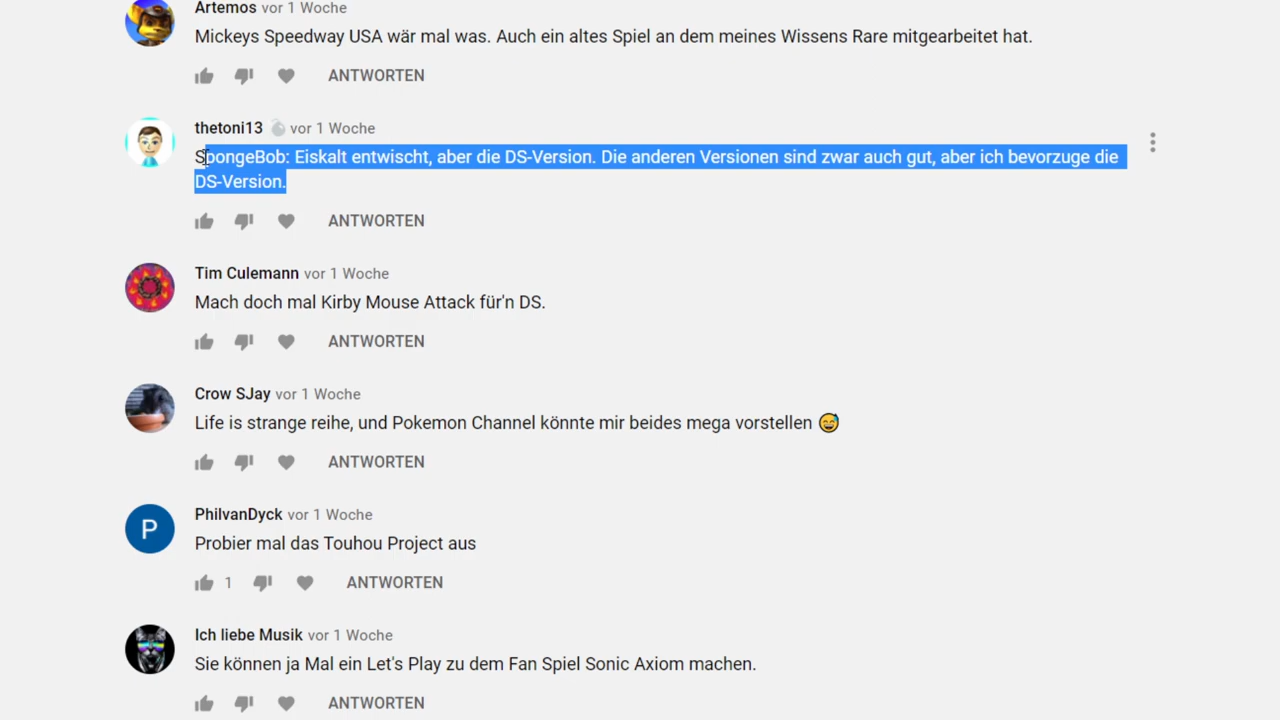 Artemos vor 1 Woche
Mickeys Speedway USA wär mal was. Auch ein altes Spiel an dem meines Wissens Rare mitgearbeitet hat.
ANTWORTEN
thetoni13 vor 1 Woche
SpongeBob: Eiskalt entwischt, aber die DS-Version. Die anderen Versionen sind zwar auch gut, aber ich bevorzuge die
DS-Version.
ANTWORTEN
Tim Culemann vor 1 Woche
Mach doch mal Kirby Mouse Attack für'n DS.
ANTWORTEN
Crow SJay vor 1 Woche
Life is strange reihe, und Pokemon Channel könnte mir beides mega vorstellen 😅
ANTWORTEN
P
PhilvanDyck vor 1 Woche
Probier mal das Touhou Project aus
1 ANTWORTEN
Ich liebe Musik vor 1 Woche
Sie können ja Mal ein Let's Play zu dem Fan Spiel Sonic Axiom machen.
ANTWORTEN